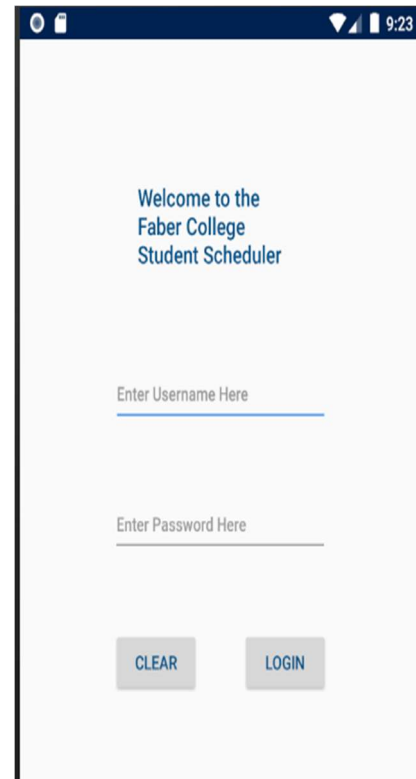 9:23
Welcome to the
Faber College
Student Scheduler
Enter Username Here
Enter Password Here
CLEAR LOGIN